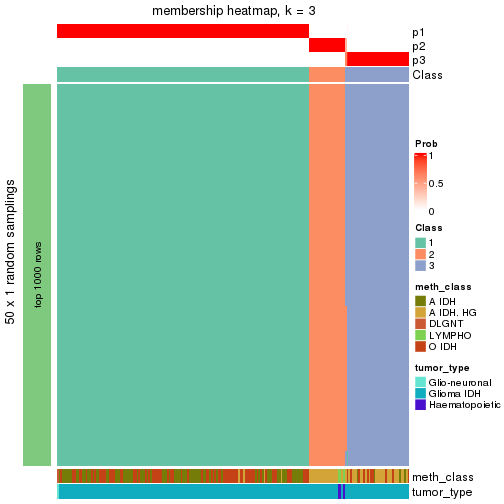 membership heatmap, k = 3
p1
p2
p3
Class
50 x 1 random samplings
top 1000 rows
Prob
1
0.5
0
Class
1
2
3
meth_class
A IDH
A IDH, HG
DLGNT
LYMPHO
O IDH
tumor_type
Glio-neuronal
Glioma IDH
Haematopoietic
meth_class
tumor_type